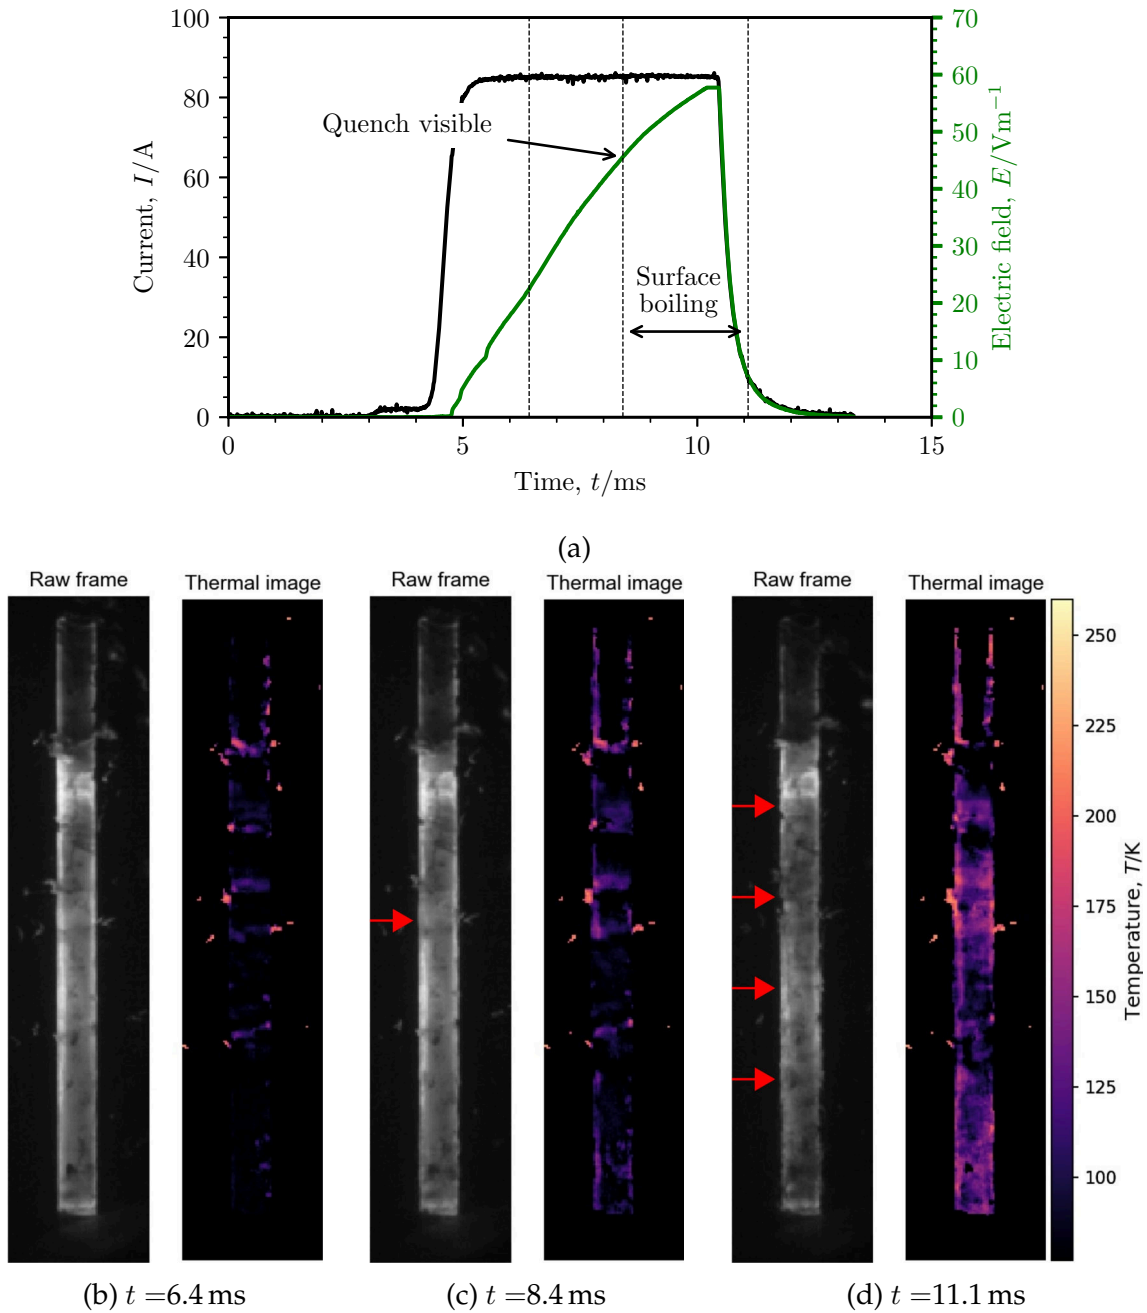 100
80
60
40
20
0
Current, I/A
70
60
50
40
30
20
10
0
Electric field, E/Vm−1
Quench visible
Surface
boiling
0 5 10 15
Time, t/ms
(a)
Raw frame Thermal image Raw frame Thermal image Raw frame Thermal image
250
225
200
175
150
125
100
Temperature, T/K
(b) t =6.4 ms (c) t =8.4 ms (d) t =11.1 ms